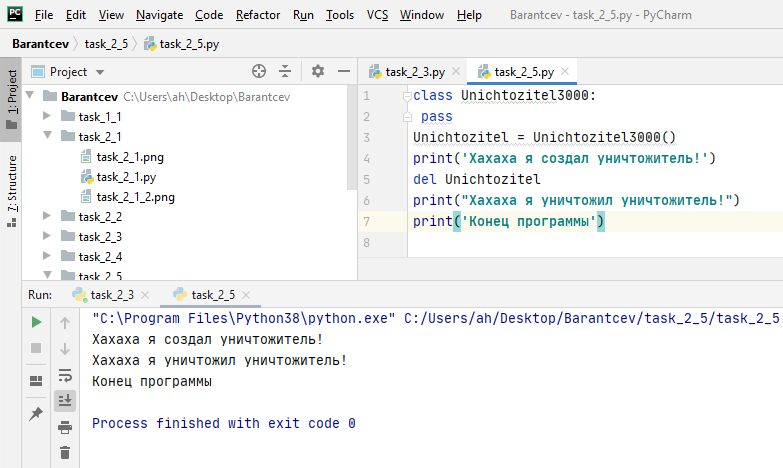 PC File Edit View Navigate Code Refactor Run Tools VCS Window Help Barantcev - task_2_5.py - PyCharm
Barantcev task_2_5 task_2_5.py
1: Project
7: Structure
Project
Barantcev C:\Users\ah\Desktop\Barantcev
task_1_1
task_2_1
task_2_1.png
task_2_1.py
task_2_1_2.png
task_2_2
task_2_3
task_2_4
task_2_5
task_2_3.py task_2_5.py
1 class Unichtozitel3000:
2 pass
3 Unichtozitel = Unichtozitel3000()
4 print('Хахаха я создал уничтожитель!')
5 del Unichtozitel
6 print("Хахаха я уничтожил уничтожитель!")
7 print('Конец программы')
8
Run: task_2_3 task_2_5
"C:\Program Files\Python38\python.exe" C:/Users/ah/Desktop/Barantcev/task_2_5/task_2_5
Хахаха я создал уничтожитель!
Хахаха я уничтожил уничтожитель!
Конец программы
Process finished with exit code 0